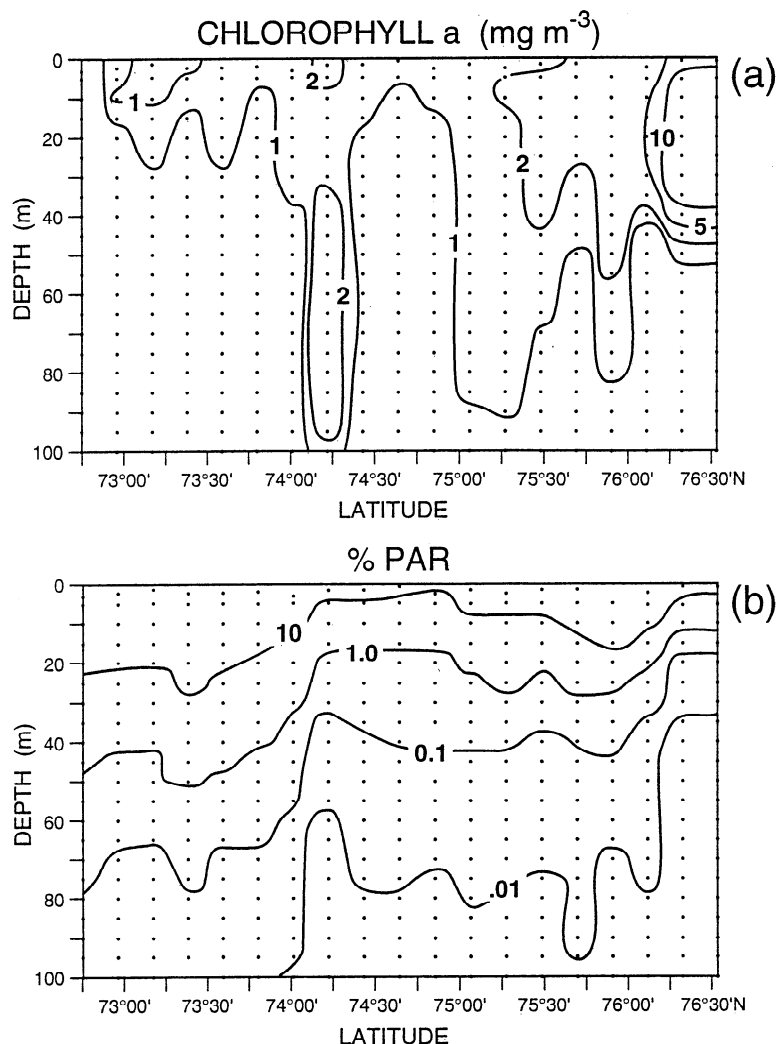 CHLOROPHYLL a (mg m⁻³)
(a)
0
20
40
60
80
100
DEPTH (m)
1
1
2
2
1
2
10
5
73°00' 73°30' 74°00' 74°30' 75°00' 75°30' 76°00' 76°30'N
LATITUDE
% PAR
(b)
0
20
40
60
80
100
DEPTH (m)
10
1.0
0.1
.01
73°00' 73°30' 74°00' 74°30' 75°00' 75°30' 76°00' 76°30'N
LATITUDE